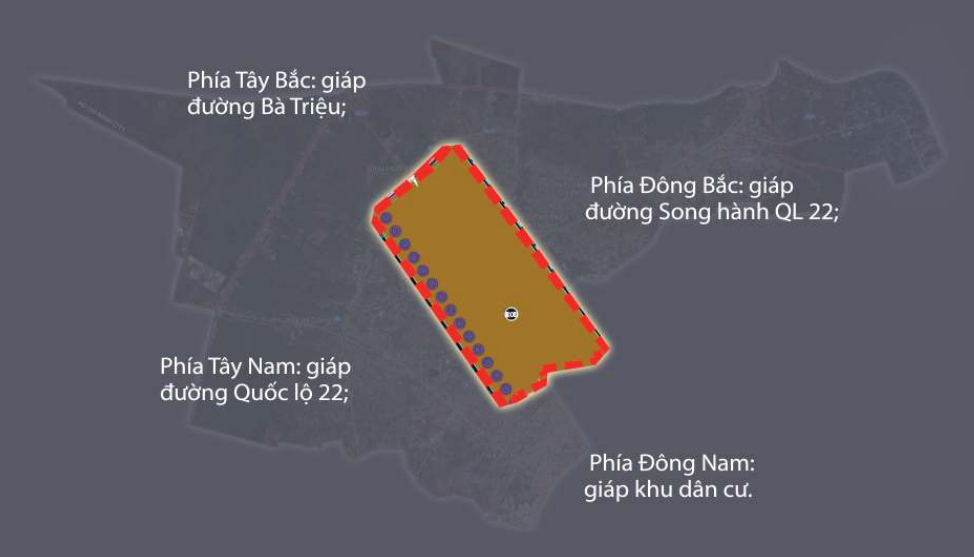 Phía Tây Bắc: giáp
đường Bà Triệu;
Phía Đông Bắc: giáp
đường Song hành QL 22;
Phía Tây Nam: giáp
đường Quốc lộ 22;
Phía Đông Nam:
giáp khu dân cư.